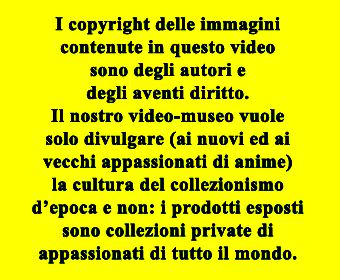 I copyright delle immagini
contenute in questo video
sono degli autori e
degli aventi diritto.
Il nostro video-museo vuole
solo divulgare (ai nuovi ed ai
vecchi appassionati di anime)
la cultura del collezionismo
d’epoca e non: i prodotti esposti
sono collezioni private di
appassionati di tutto il mondo.